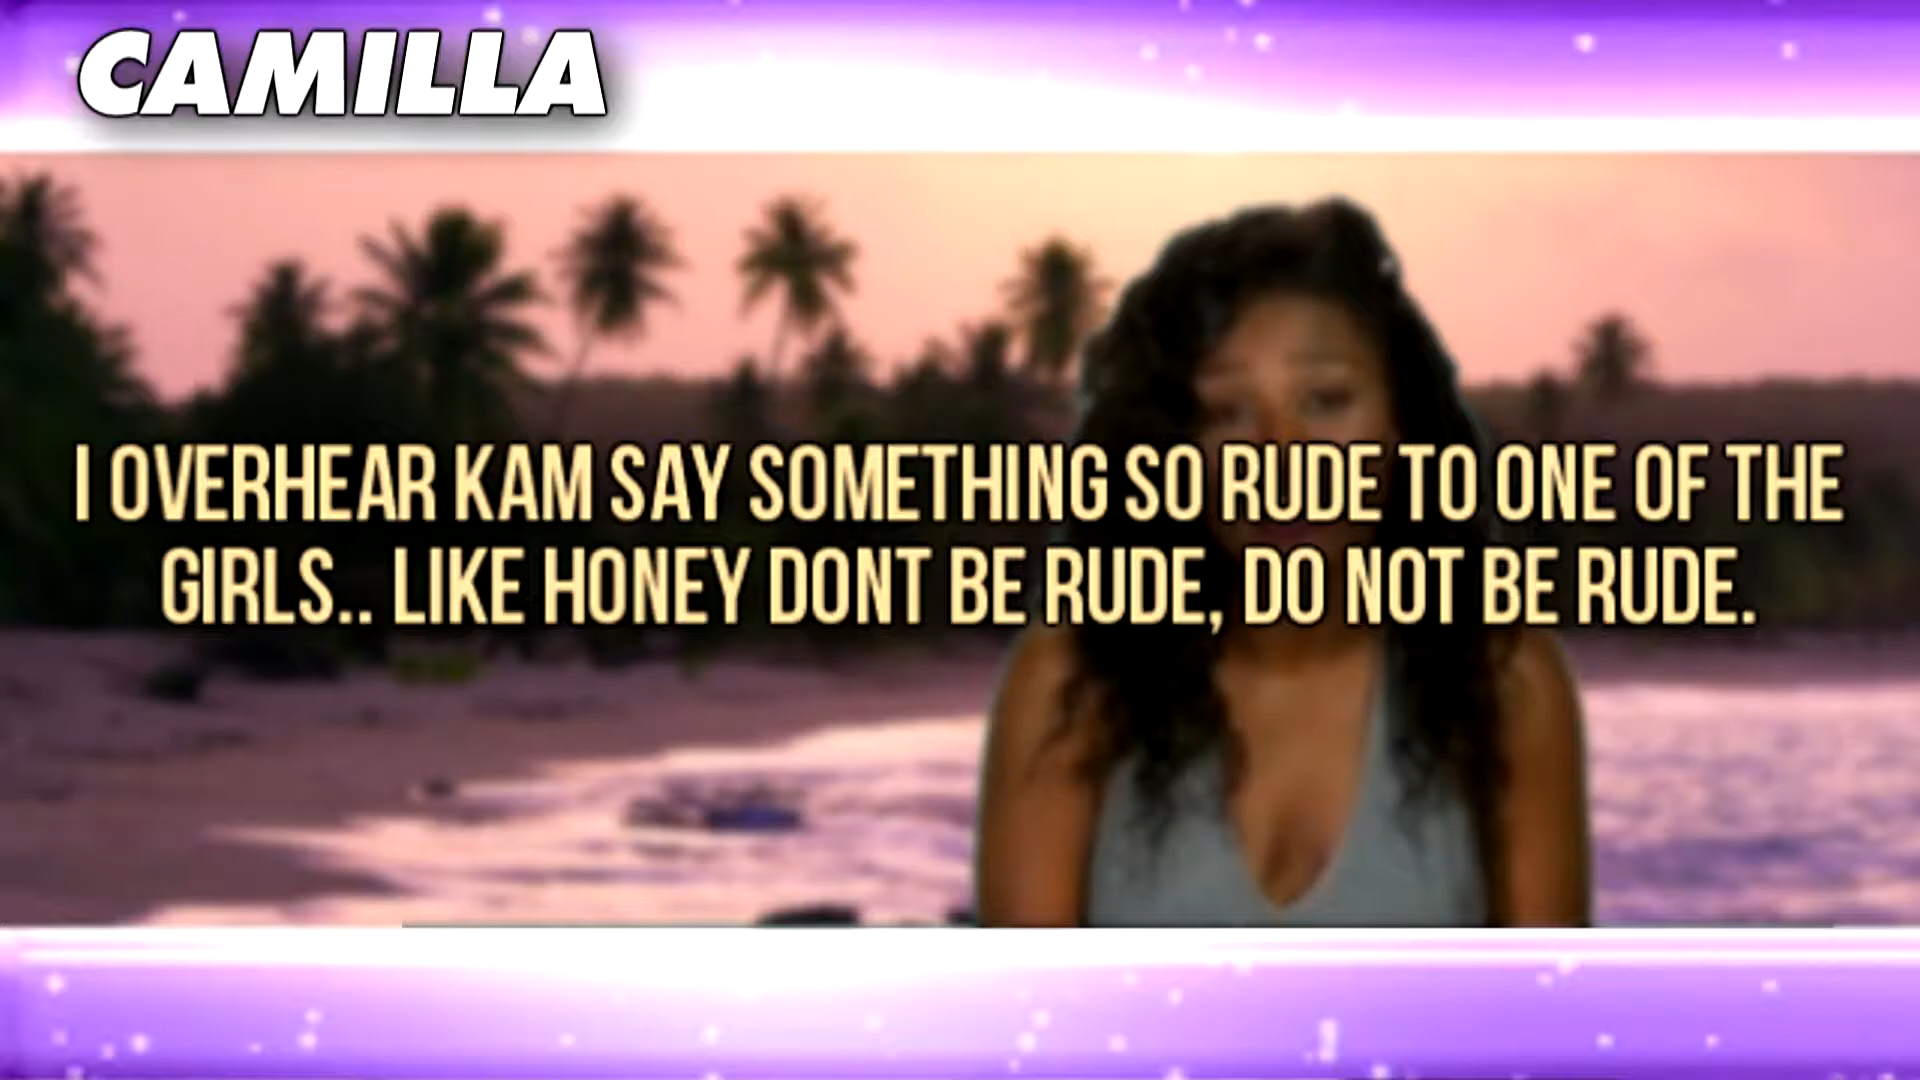 CAMILLA
I OVERHEAR KAM SAY SOMETHING SO RUDE TO ONE OF THE
GIRLS.. LIKE HONEY DONT BE RUDE, DO NOT BE RUDE.